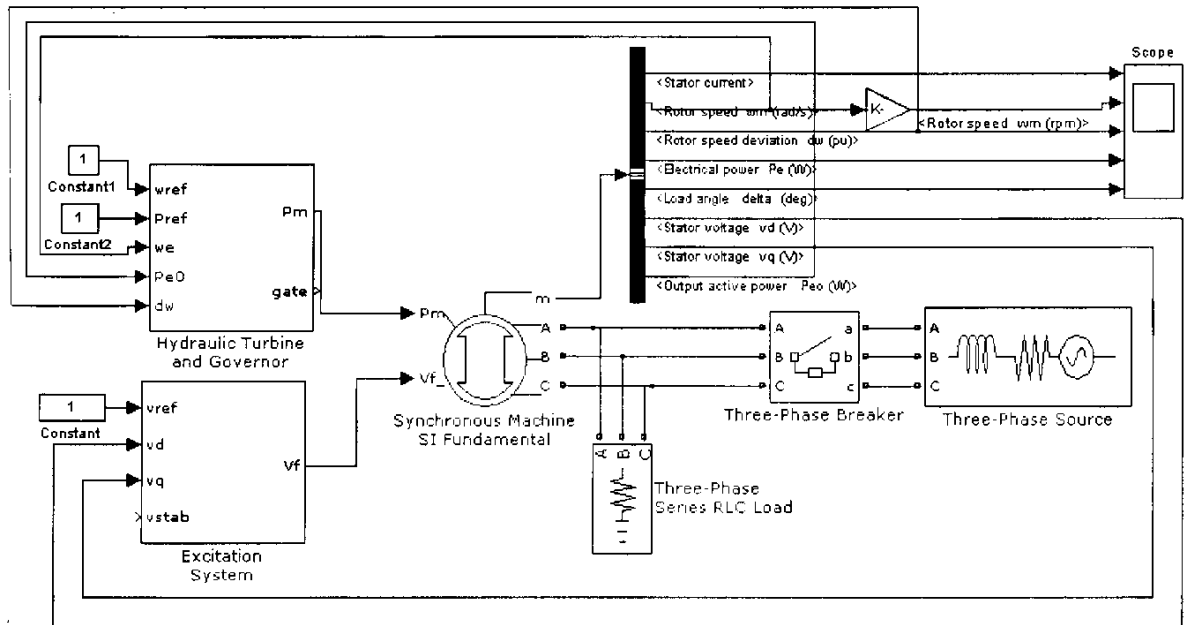 Scope
<Stator current>
<Rotor speed wm (rad/s)
K-
<Rotor speed wm (rpm)>
<Rotor speed deviation dw (pu)
<Electrical power Pe (W)
<Load angle delta (deg)
<Stator voltage vd (V)>
<Stator voltage vq (V)>
<Output active power Peo (W)>
1
Constant1
1
Constant2
wref
Pref
we
Pe0
dw
Pm
gate
Hydraulic Turbine
and Governor
1
Constant
vref
vd
vq
vstab
Vf
Excitation
System
Pm
Vf_
m
A
B
C
Synchronous Machine
SI Fundamental
A
B
C
Three-Phase
Series RLC Load
A
B
C
a
b
c
Three-Phase Breaker
A
B
C
Three-Phase Source